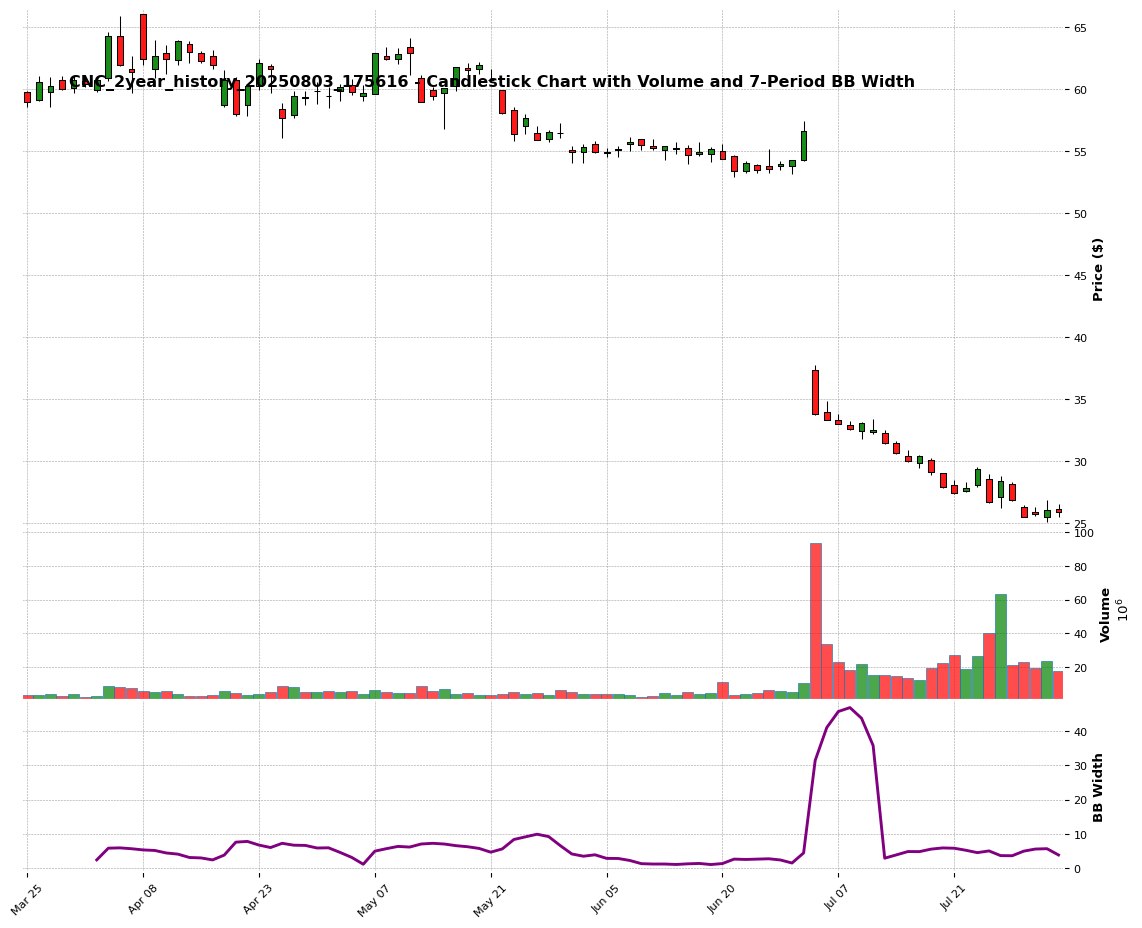 CNC_2year_history_20250803_175616 - Candlestick Chart with Volume and 7-Period BB Width
65
60
55
50
45
40
35
30
25
Price ($)
100
80
60
40
20
Volume
10^6
40
30
20
10
0
BB Width
Mar 25
Apr 08
Apr 23
May 07
May 21
Jun 05
Jun 20
Jul 07
Jul 21